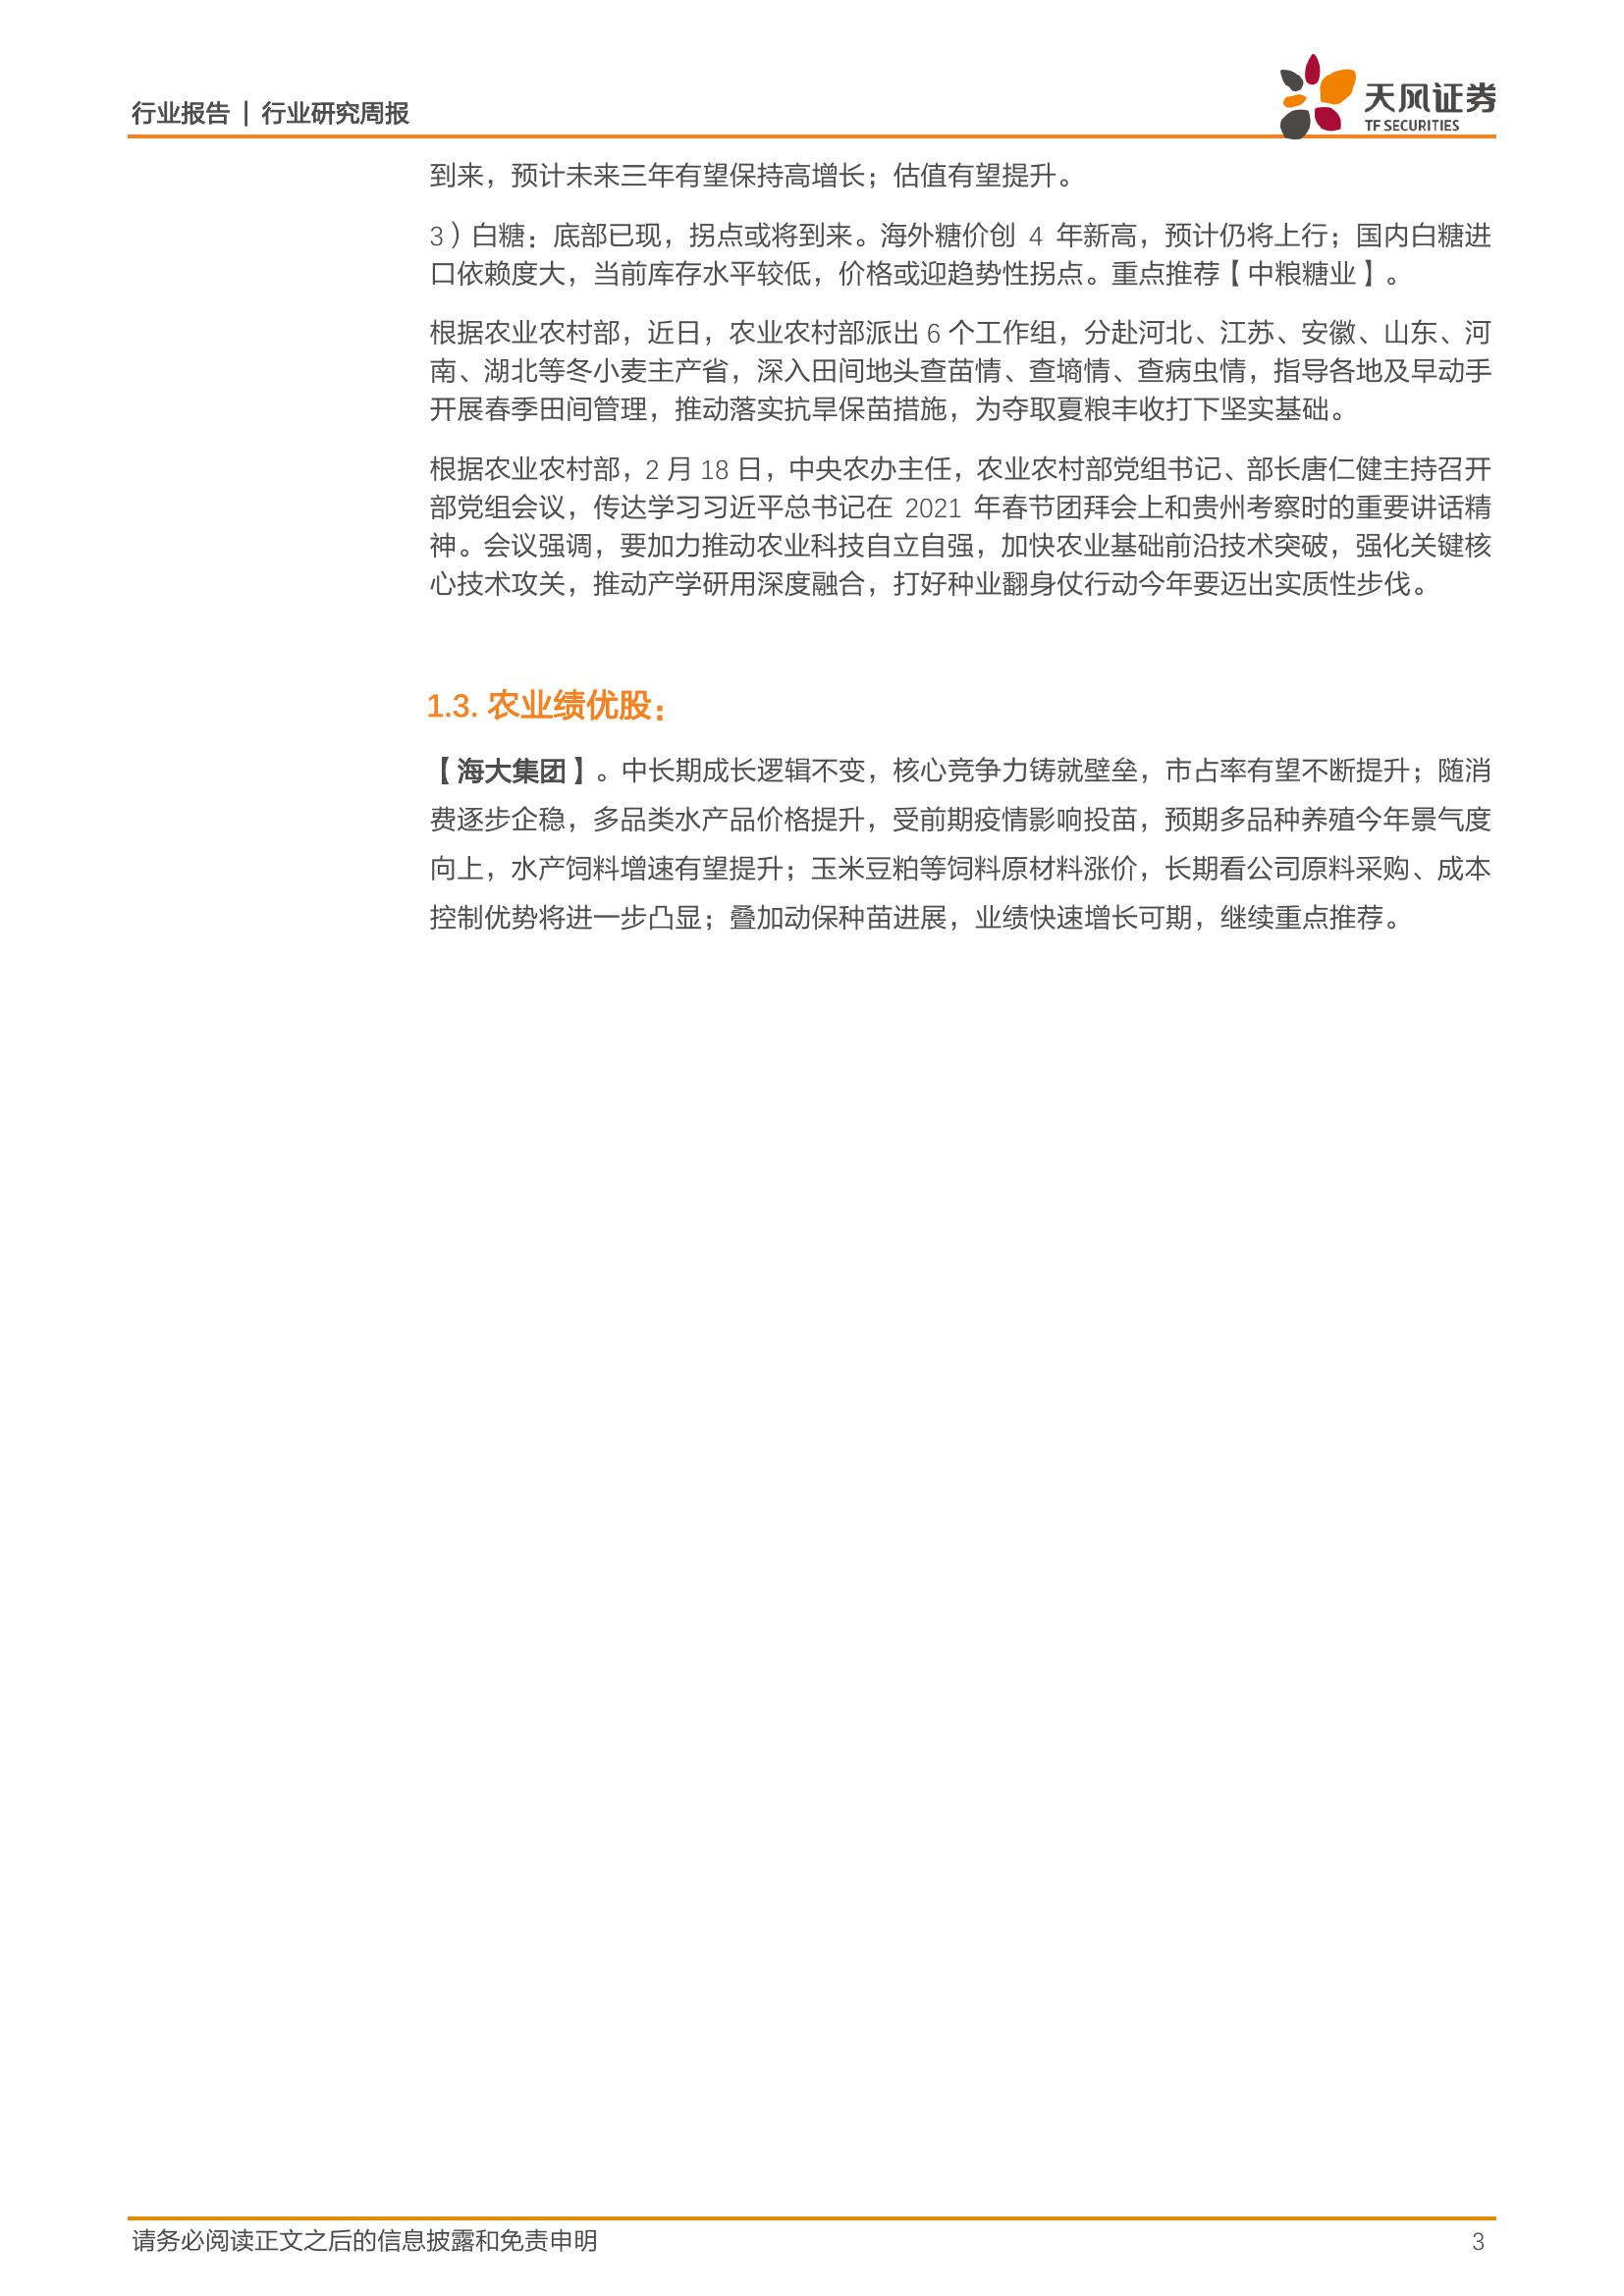 行业报告 | 行业研究周报
天风证券
TF SECURITIES
到来，预计未来三年有望保持高增长；估值有望提升。
3）白糖：底部已现，拐点或将到来。海外糖价创 4 年新高，预计仍将上行；国内白糖进
口依赖度大，当前库存水平较低，价格或迎趋势性拐点。重点推荐【中粮糖业】。
根据农业农村部，近日，农业农村部派出 6 个工作组，分赴河北、江苏、安徽、山东、河
南、湖北等冬小麦主产省，深入田间地头查苗情、查墒情、查病虫情，指导各地及早动手
开展春季田间管理，推动落实抗旱保苗措施，为夺取夏粮丰收打下坚实基础。
根据农业农村部，2 月 18 日，中央农办主任，农业农村部党组书记、部长唐仁健主持召开
部党组会议，传达学习习近平总书记在 2021 年春节团拜会上和贵州考察时的重要讲话精
神。会议强调，要加力推动农业科技自立自强，加快农业基础前沿技术突破，强化关键核
心技术攻关，推动产学研用深度融合，打好种业翻身仗行动今年要迈出实质性步伐。
1.3. 农业绩优股：
【海大集团】。中长期成长逻辑不变，核心竞争力铸就壁垒，市占率有望不断提升；随消
费逐步企稳，多品类水产品价格提升，受前期疫情影响投苗，预期多品种养殖今年景气度
向上，水产饲料增速有望提升；玉米豆粕等饲料原材料涨价，长期看公司原料采购、成本
控制优势将进一步凸显；叠加动保种苗进展，业绩快速增长可期，继续重点推荐。
请务必阅读正文之后的信息披露和免责申明
3